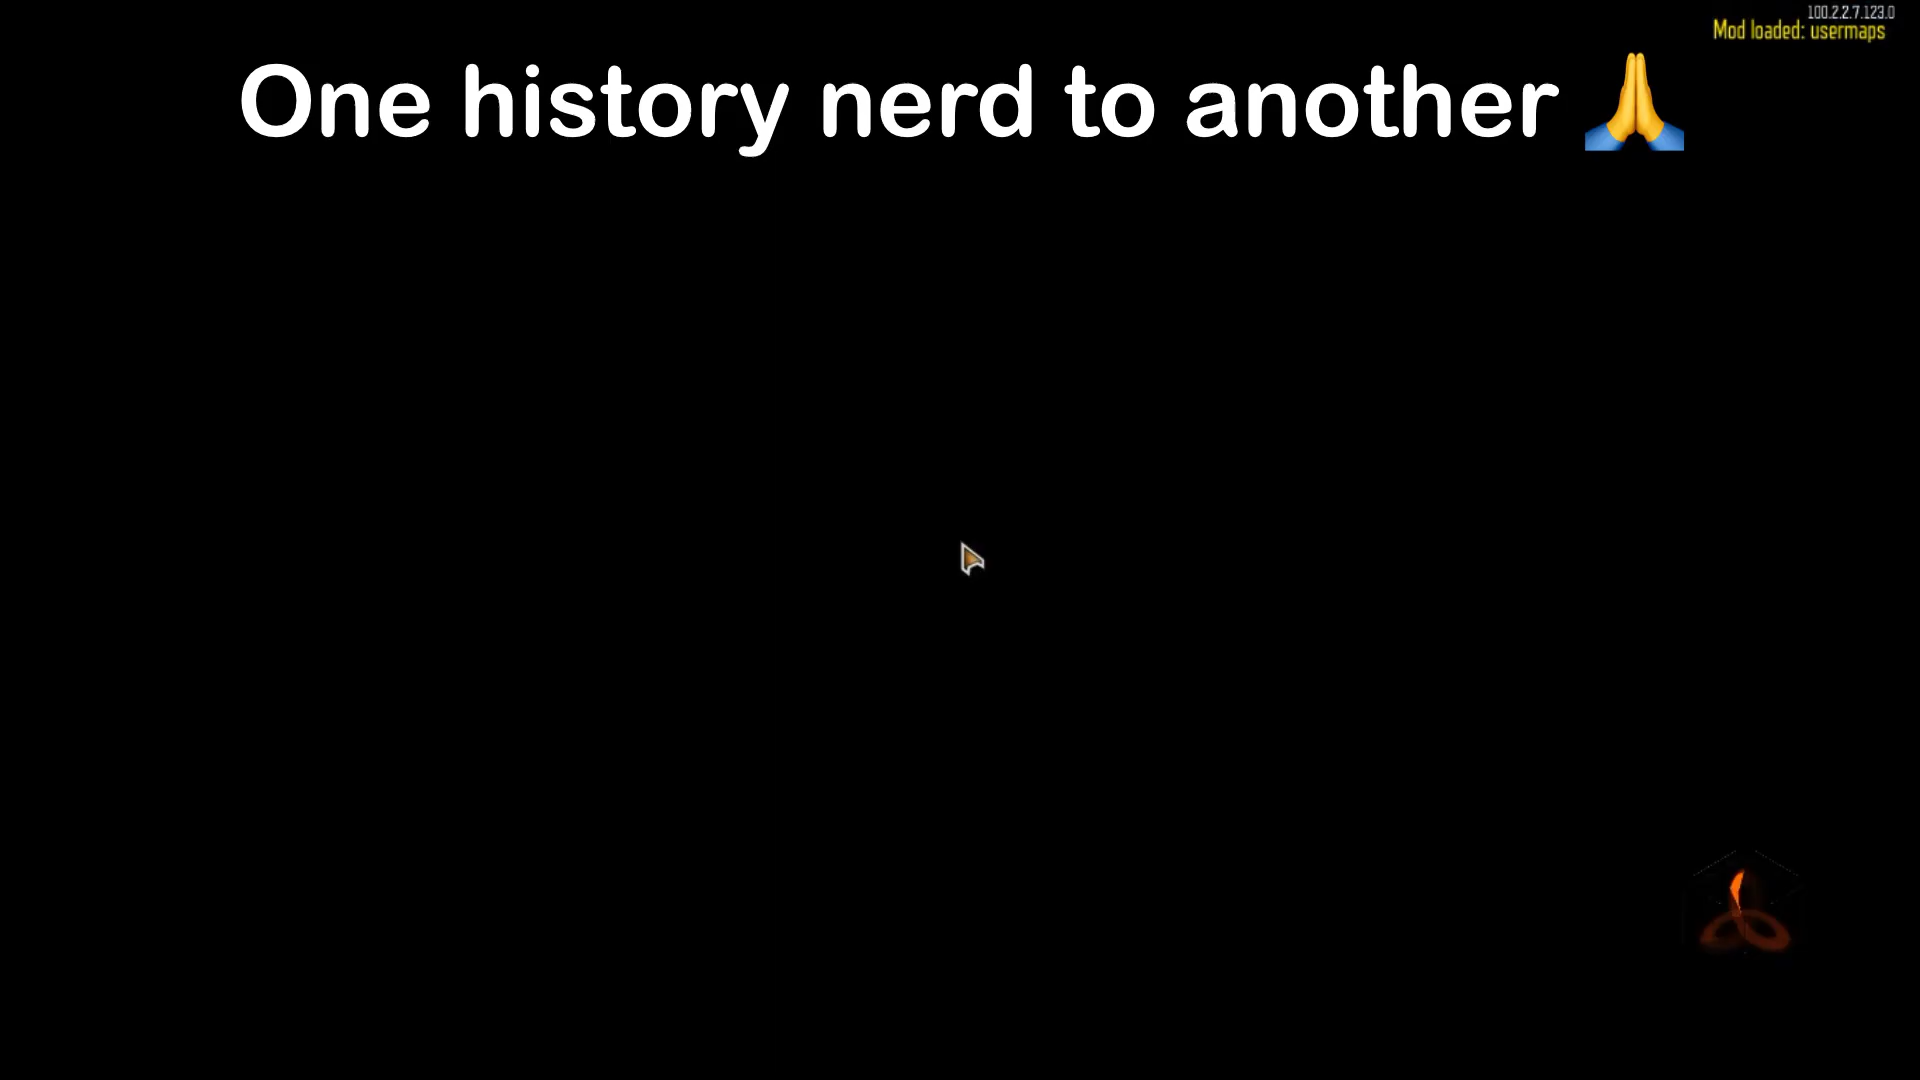 100.2.2.7.123.0
Mod loaded: usermaps
One history nerd to another 🙏